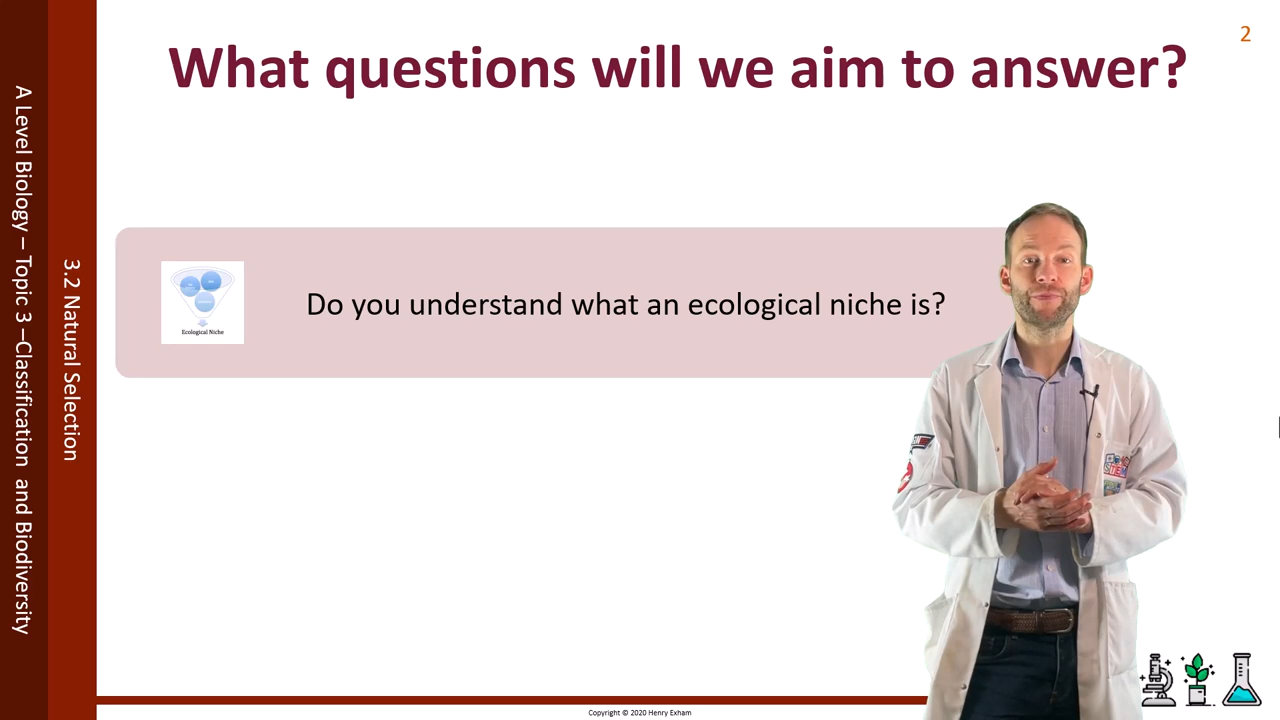 2
What questions will we aim to answer?
A Level Biology – Topic 3 –Classification and Biodiversity
3.2 Natural Selection
Do you understand what an ecological niche is?
Ecological Niche
STEM
Copyright © 2020 Henry Exham